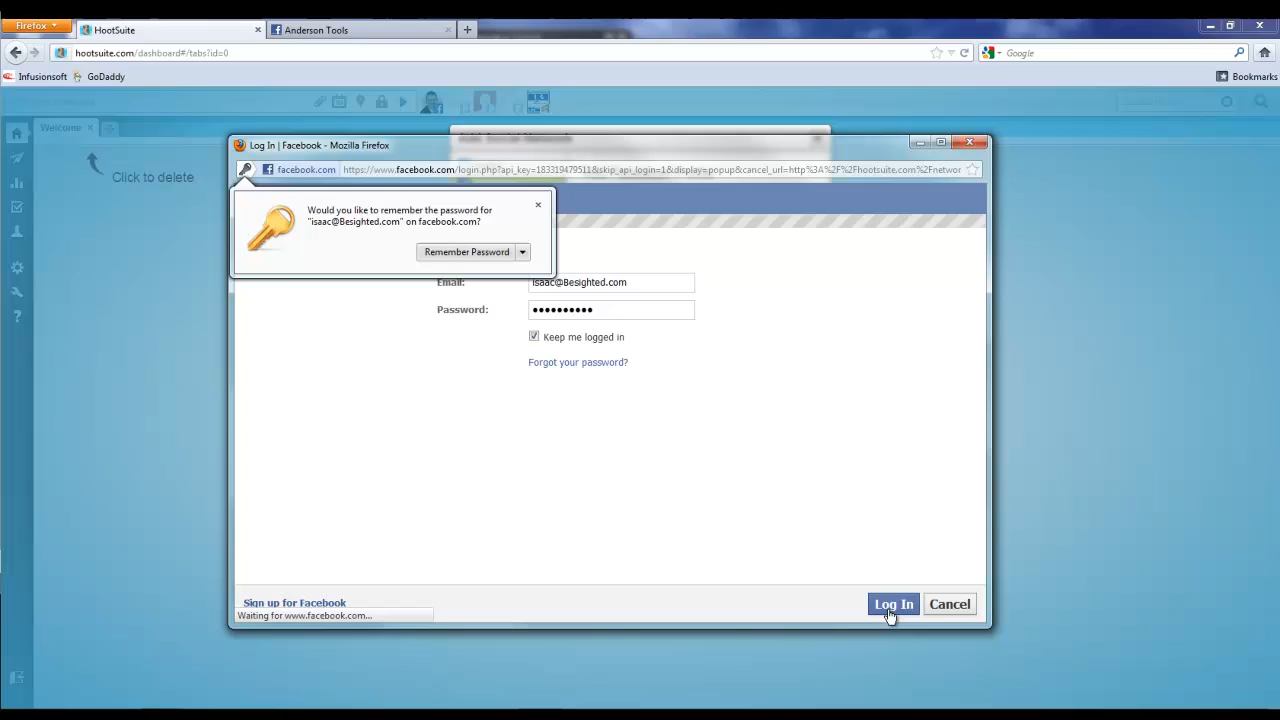 Firefox
HootSuite
Anderson Tools
hootsuite.com/dashboard#/tabs?id=0
Google
Infusionsoft
GoDaddy
Bookmarks
Welcome
Click to delete
Log In | Facebook - Mozilla Firefox
Add Social Network
facebook.com
https://www.facebook.com/login.php?api_key=183319479511&skip_api_login=1&display=popup&cancel_url=http%3A%2F%2Fhootsuite.com%2Fnetwor
Would you like to remember the password for
"isaac@Besighted.com" on facebook.com?
Remember Password
Email:
isaac@Besighted.com
Password:
Keep me logged in
Forgot your password?
Sign up for Facebook
Log In
Cancel
Waiting for www.facebook.com...